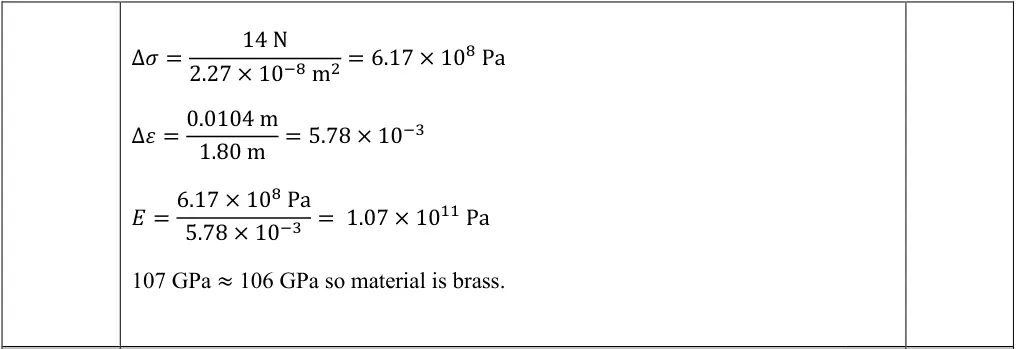 Δσ = 14 N / 2.27 × 10⁻⁸ m² = 6.17 × 10⁸ Pa
Δε = 0.0104 m / 1.80 m = 5.78 × 10⁻³
E = 6.17 × 10⁸ Pa / 5.78 × 10⁻³ = 1.07 × 10¹¹ Pa
107 GPa ≈ 106 GPa so material is brass.